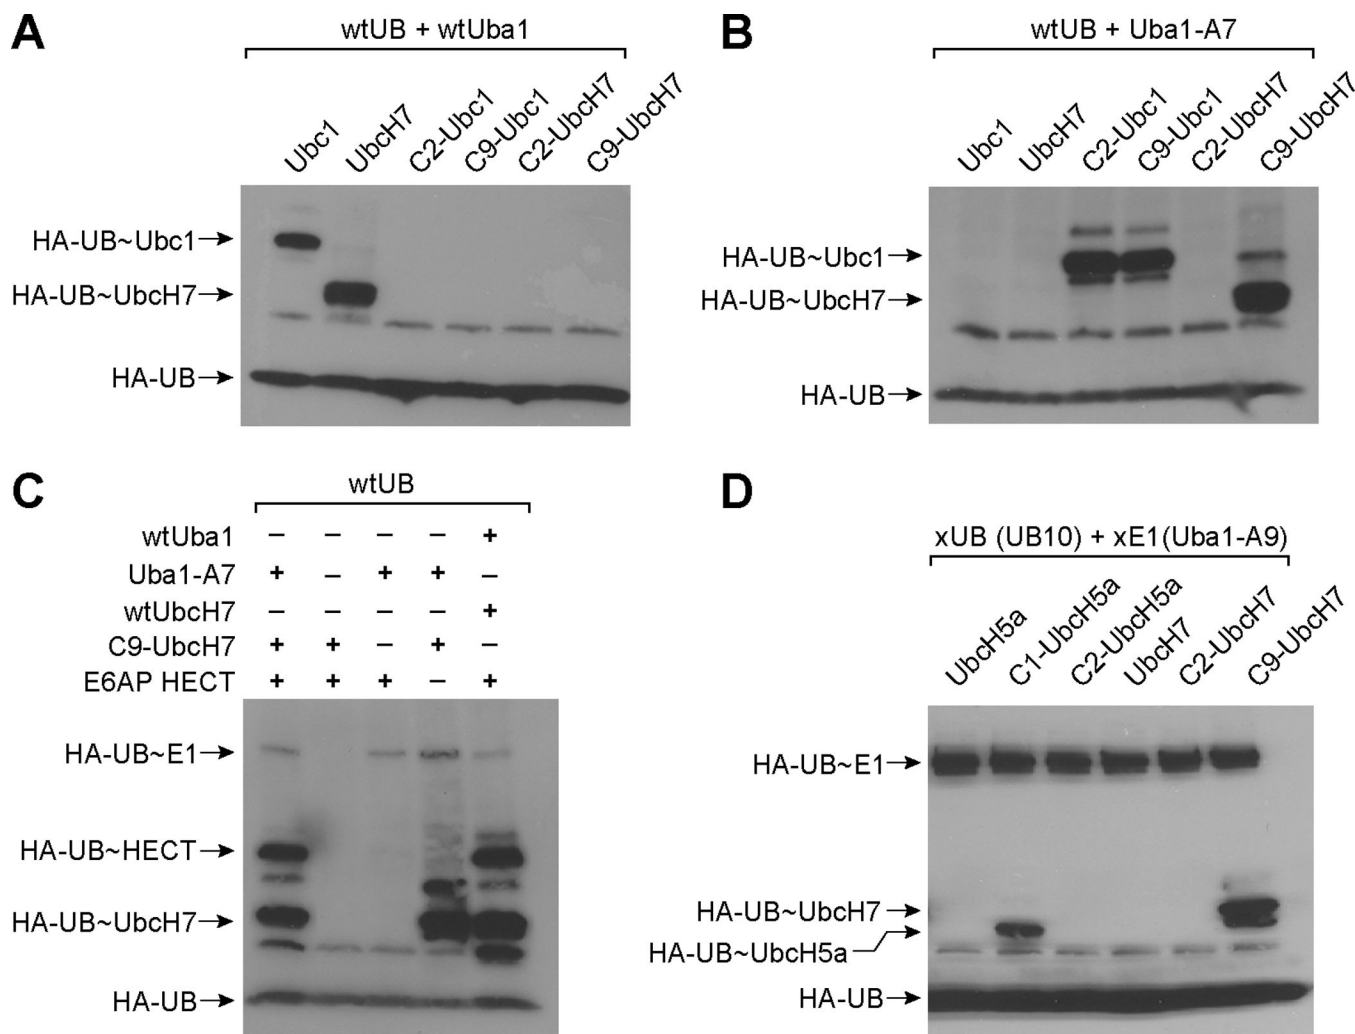 A
wtUB + wtUba1
Ubc1
UbcH7
C2-Ubc1
C9-Ubc1
C2-UbcH7
C9-UbcH7
HA-UB~Ubc1
HA-UB~UbcH7
HA-UB
B
wtUB + Uba1-A7
Ubc1
UbcH7
C2-Ubc1
C9-Ubc1
C2-UbcH7
C9-UbcH7
HA-UB~Ubc1
HA-UB~UbcH7
HA-UB
C
wtUB
wtUba1 – – – – +
Uba1-A7 + – + + –
wtUbcH7 – – – – +
C9-UbcH7 + + – + –
E6AP HECT + + + – +
HA-UB~E1
HA-UB~HECT
HA-UB~UbcH7
HA-UB
D
xUB (UB10) + xE1(Uba1-A9)
UbcH5a
C1-UbcH5a
C2-UbcH5a
UbcH7
C2-UbcH7
C9-UbcH7
HA-UB~E1
HA-UB~UbcH7
HA-UB~UbcH5a
HA-UB